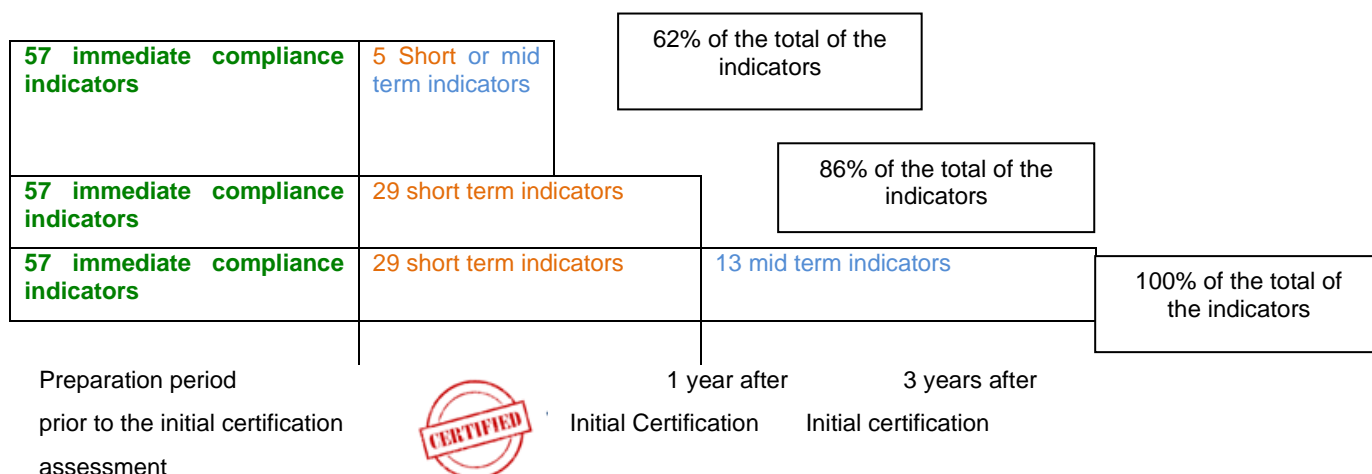 62% of the total of the
indicators
57 immediate compliance
indicators
5 Short or mid
term indicators
86% of the total of the
indicators
57 immediate compliance
indicators
29 short term indicators
57 immediate compliance
indicators
29 short term indicators
13 mid term indicators
100% of the total of
the indicators
Preparation period
prior to the initial certification
assessment
CERTIFIED
1 year after
Initial Certification
3 years after
Initial certification